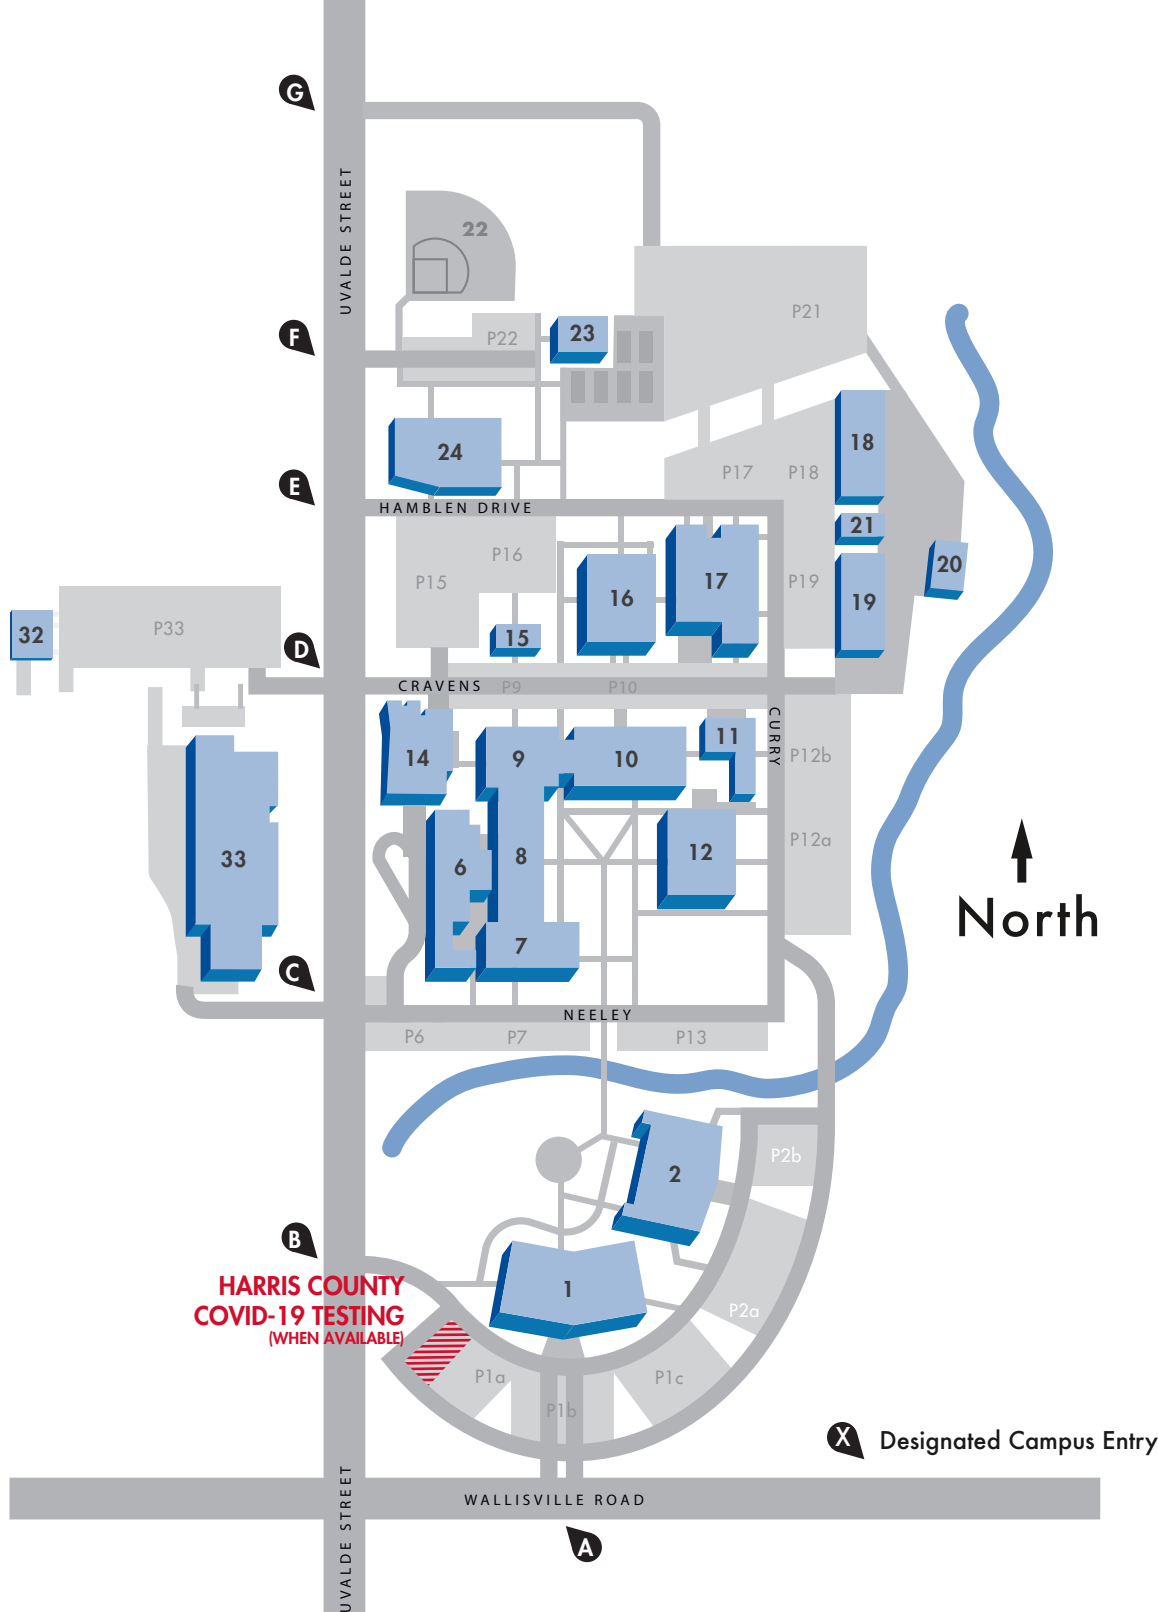 G
UVALDE STREET
22
F
P22
23
P21
24
18
E
P17
P18
HAMBLEN DRIVE
21
P16
20
P15
16
17
P19
19
32
P33
15
D
CRAVENS
P9
P10
CURRY
14
9
10
11
P12b
33
6
8
12
P12a
North
7
C
NEELEY
P6
P7
P13
2
P2b
B
HARRIS COUNTY
COVID-19 TESTING
(WHEN AVAILABLE)
1
P2a
P1a
P1c
P1b
X Designated Campus Entry
WALLISVILLE ROAD
UVALDE STREET
A